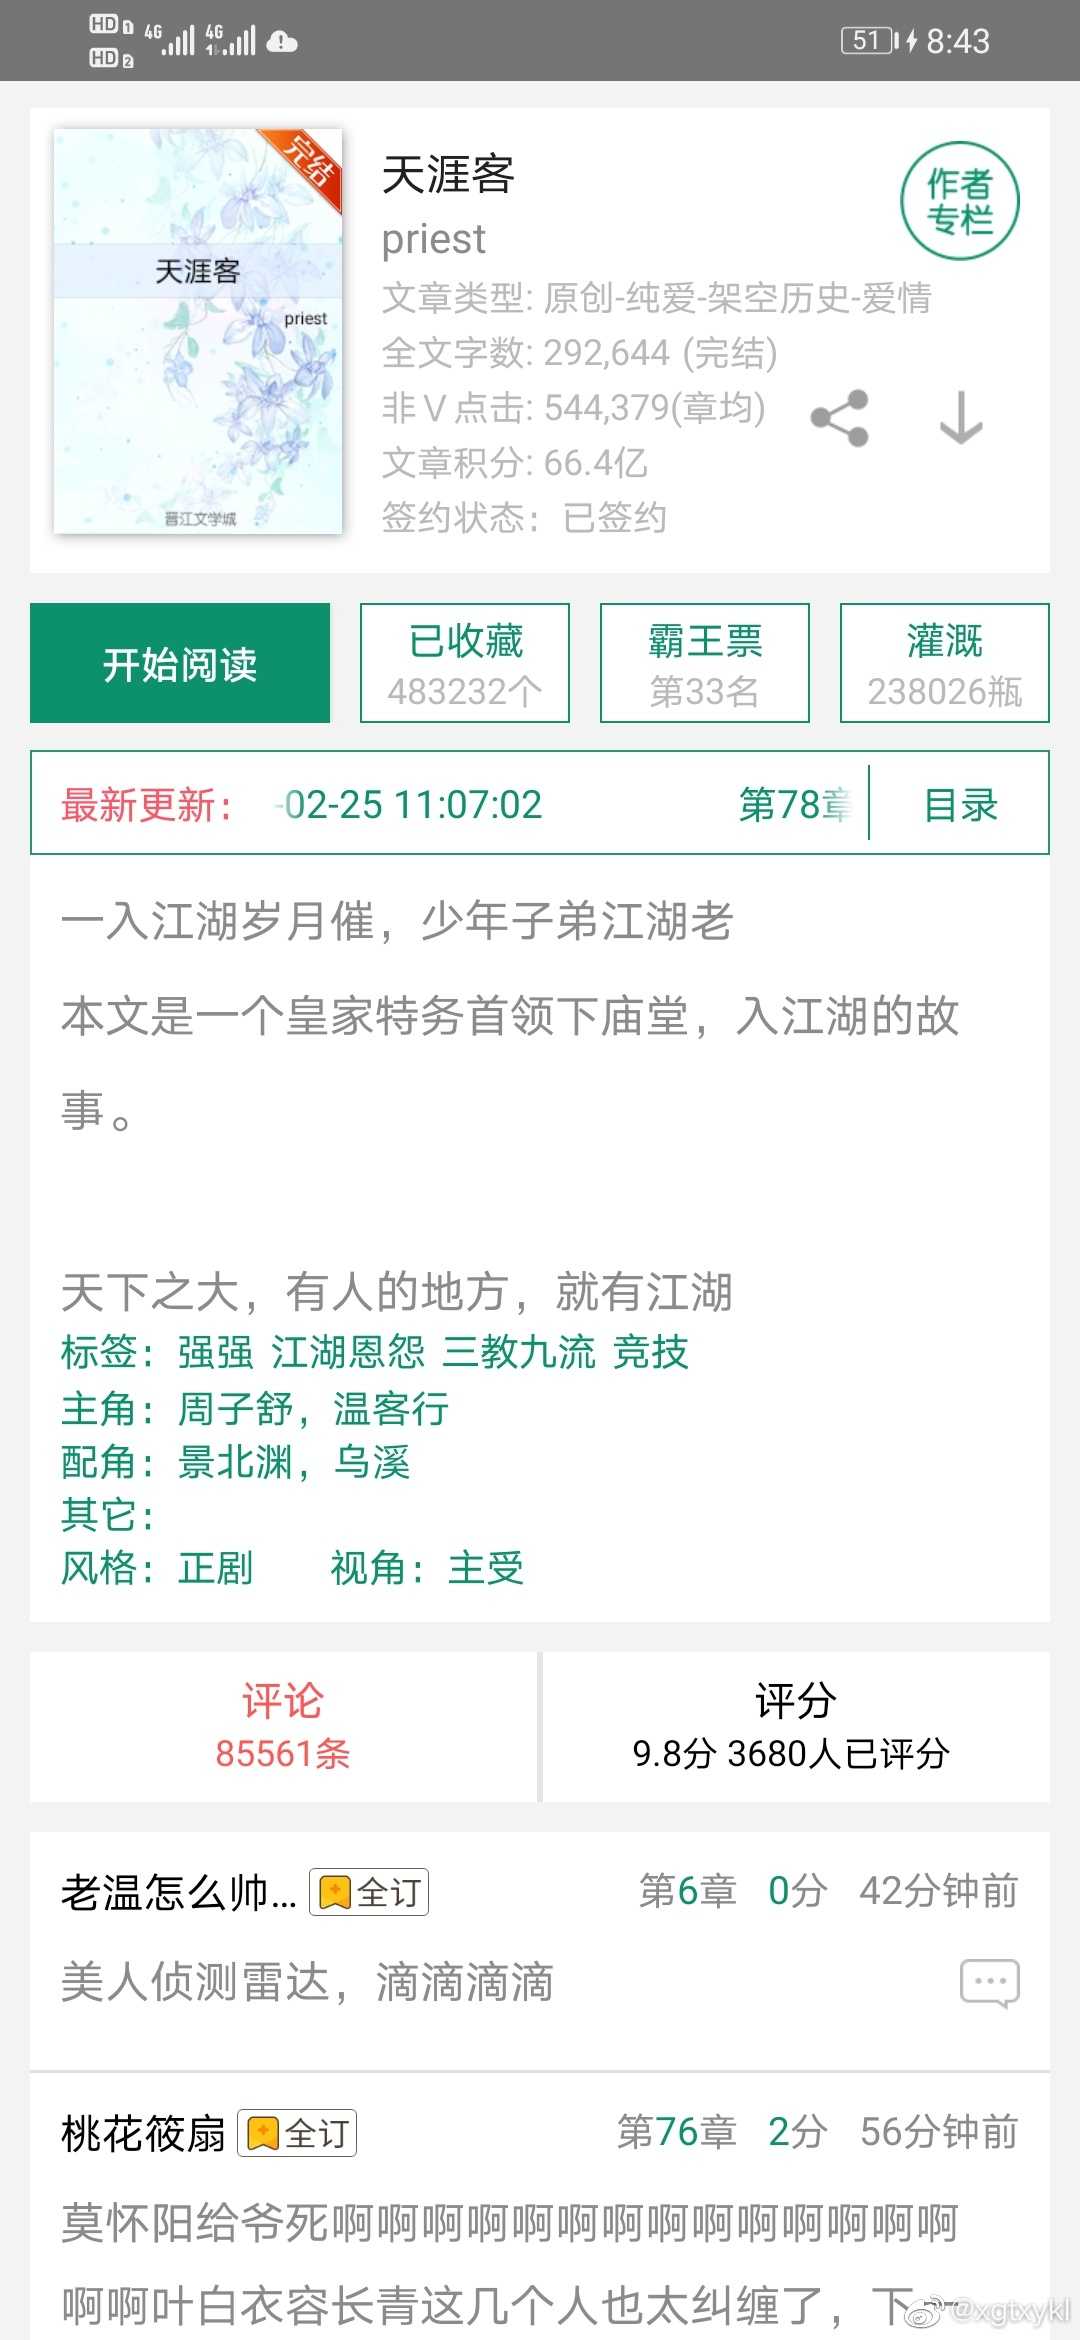 HD 1 4G 4G
HD 2
51 8:43
完结
天涯客
priest
晋江文学城
天涯客
priest
作者
专栏
文章类型: 原创-纯爱-架空历史-爱情
全文字数: 292,644 (完结)
非V点击: 544,379(章均)
文章积分: 66.4亿
签约状态：已签约
开始阅读
已收藏
483232个
霸王票
第33名
灌溉
238026瓶
最新更新： -02-25 11:07:02 第78章 目录
一入江湖岁月催，少年子弟江湖老
本文是一个皇家特务首领下庙堂，入江湖的故
事。
天下之大，有人的地方，就有江湖
标签：强强 江湖恩怨 三教九流 竞技
主角：周子舒，温客行
配角：景北渊，乌溪
其它：
风格：正剧 视角：主受
评论
85561条
评分
9.8分 3680人已评分
老温怎么帅... 全订 第6章 0分 42分钟前
美人侦测雷达，滴滴滴滴
桃花筱扇 全订 第76章 2分 56分钟前
莫怀阳给爷死啊啊啊啊啊啊啊啊啊啊啊啊啊啊
啊啊叶白衣容长青这几个人也太纠缠了，下一
@xgtxykl